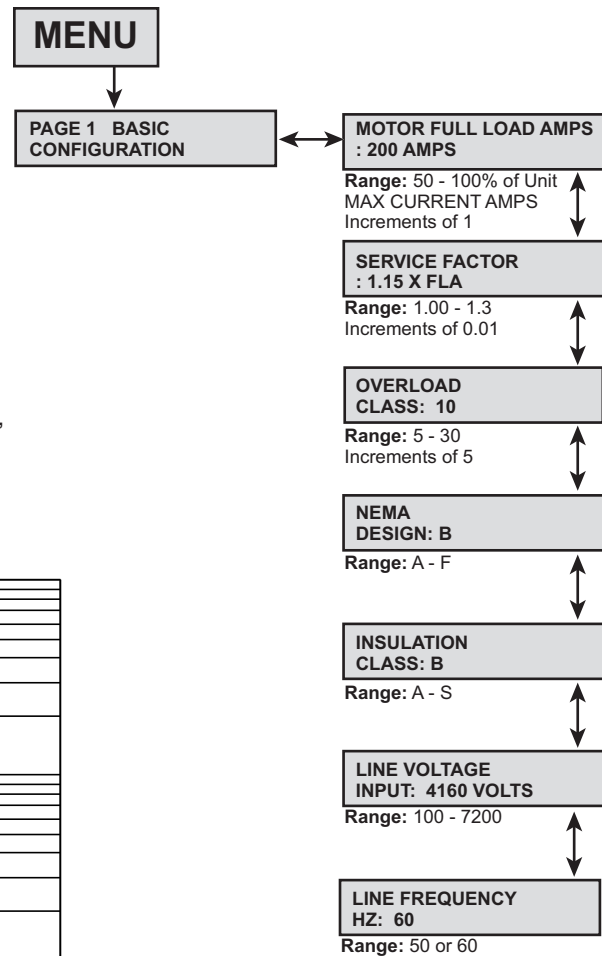 MENU
PAGE 1 BASIC
CONFIGURATION
MOTOR FULL LOAD AMPS
: 200 AMPS
Range: 50 - 100% of Unit
MAX CURRENT AMPS
Increments of 1
SERVICE FACTOR
: 1.15 X FLA
Range: 1.00 - 1.3
Increments of 0.01
OVERLOAD
CLASS: 10
,
Range: 5 - 30
Increments of 5
NEMA
DESIGN: B
Range: A - F
INSULATION
CLASS: B
Range: A - S
LINE VOLTAGE
INPUT: 4160 VOLTS
Range: 100 - 7200
LINE FREQUENCY
HZ: 60
Range: 50 or 60